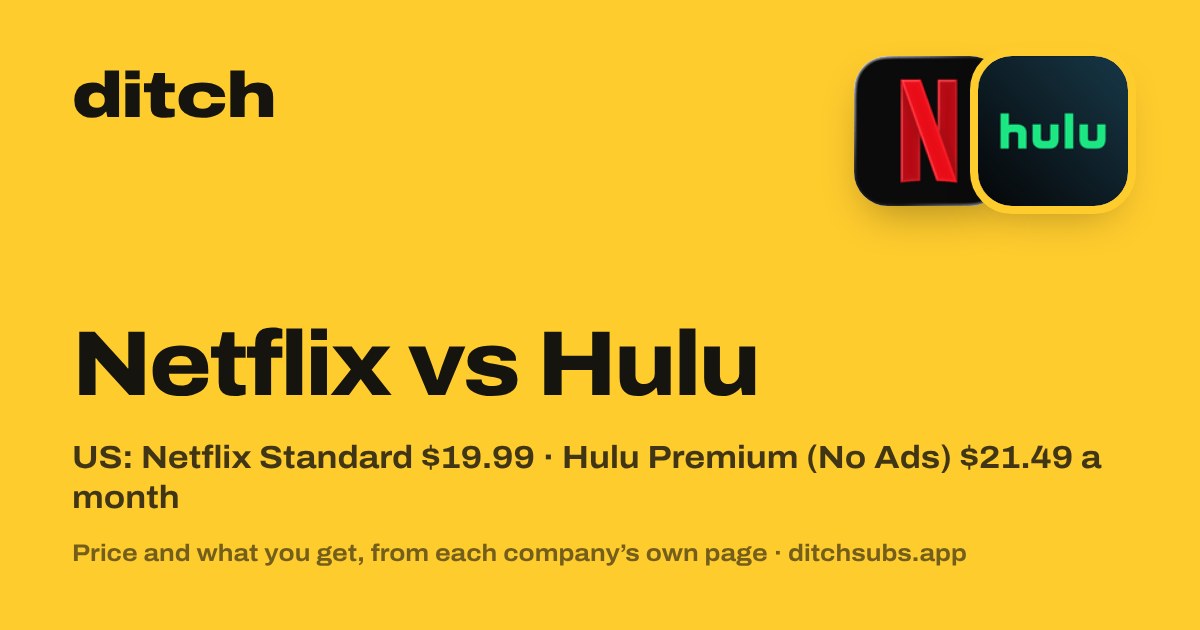 ditch
N
hulu
Netflix vs Hulu
US: Netflix Standard $19.99 · Hulu Premium (No Ads) $21.49 a
month
Price and what you get, from each company’s own page · ditchsubs.app